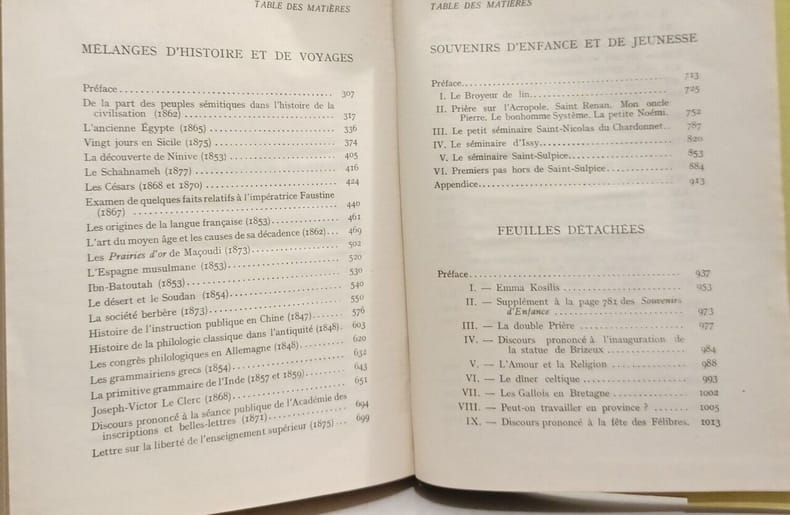 TABLE DES MATIÈRES
MÉLANGES D'HISTOIRE ET DE VOYAGES
Préface 307
De la part des peuples sémitiques dans l'histoire de la
civilisation (1862) 317
L'ancienne Égypte (1865) 336
Vingt jours en Sicile (1875) 374
La découverte de Ninive (1853) 405
Le Schahnameh (1877) 416
Les Césars (1868 et 1870) 424
Examen de quelques faits relatifs à l'impératrice Faustine
(1867) 440
Les origines de la langue française (1853) 461
L'art du moyen âge et les causes de sa décadence (1862) 469
Les Prairies d'or de Maçoudi (1873) 502
L'Espagne musulmane (1853) 520
Ibn-Batoutah (1853) 530
Le désert et le Soudan (1854) 540
La société berbère (1873) 550
Histoire de l'instruction publique en Chine (1847) 576
Histoire de la philologie classique dans l'antiquité (1848) 603
Les congrès philologiques en Allemagne (1848) 620
Les grammairiens grecs (1854) 632
La primitive grammaire de l'Inde (1857 et 1859) 643
Joseph-Victor Le Clerc (1868) 651
Discours prononcé à la séance publique de l'Académie des
inscriptions et belles-lettres (1871) 694
Lettre sur la liberté de l'enseignement supérieur (1875) 699
TABLE DES MATIÈRES
SOUVENIRS D'ENFANCE ET DE JEUNESSE
Préface 713
I. Le Broyeur de lin 725
II. Prière sur l'Acropole. Saint Renan. Mon oncle
Pierre. Le bonhomme Système. La petite Noémi. 752
III. Le petit séminaire Saint-Nicolas du Chardonnet 787
IV. Le séminaire d'Issy 820
V. Le séminaire Saint-Sulpice 853
VI. Premiers pas hors de Saint-Sulpice 884
Appendice 913
FEUILLES DÉTACHÉES
Préface 937
I. — Emma Kosilis 953
II. — Supplément à la page 781 des Souvenirs
d'Enfance 973
III. — La double Prière 977
IV. — Discours prononcé à l'inauguration de
la statue de Brizeux 984
V. — L'Amour et la Religion 988
VI. — Le dîner celtique 993
VII. — Les Gallois en Bretagne 1002
VIII. — Peut-on travailler en province ? 1005
IX. — Discours prononcé à la fête des Félibres. 1013